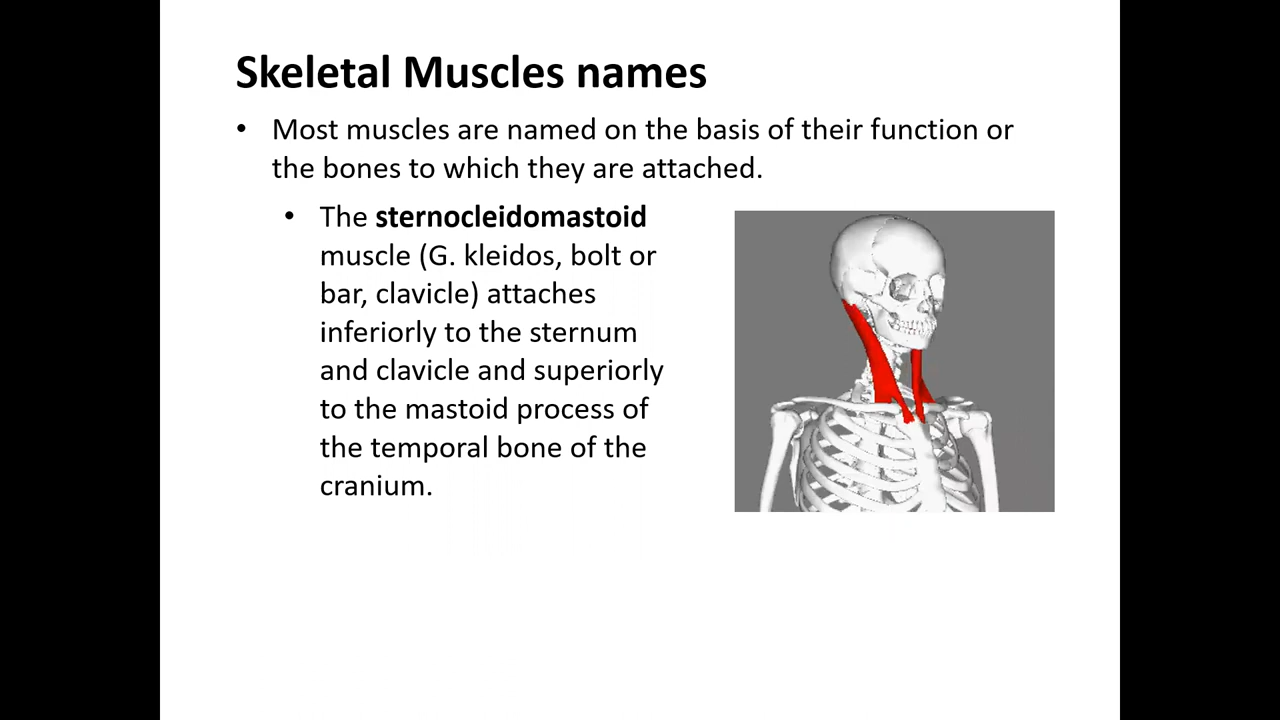 Skeletal Muscles names
• Most muscles are named on the basis of their function or
the bones to which they are attached.
• The sternocleidomastoid
muscle (G. kleidos, bolt or
bar, clavicle) attaches
inferiorly to the sternum
and clavicle and superiorly
to the mastoid process of
the temporal bone of the
cranium.